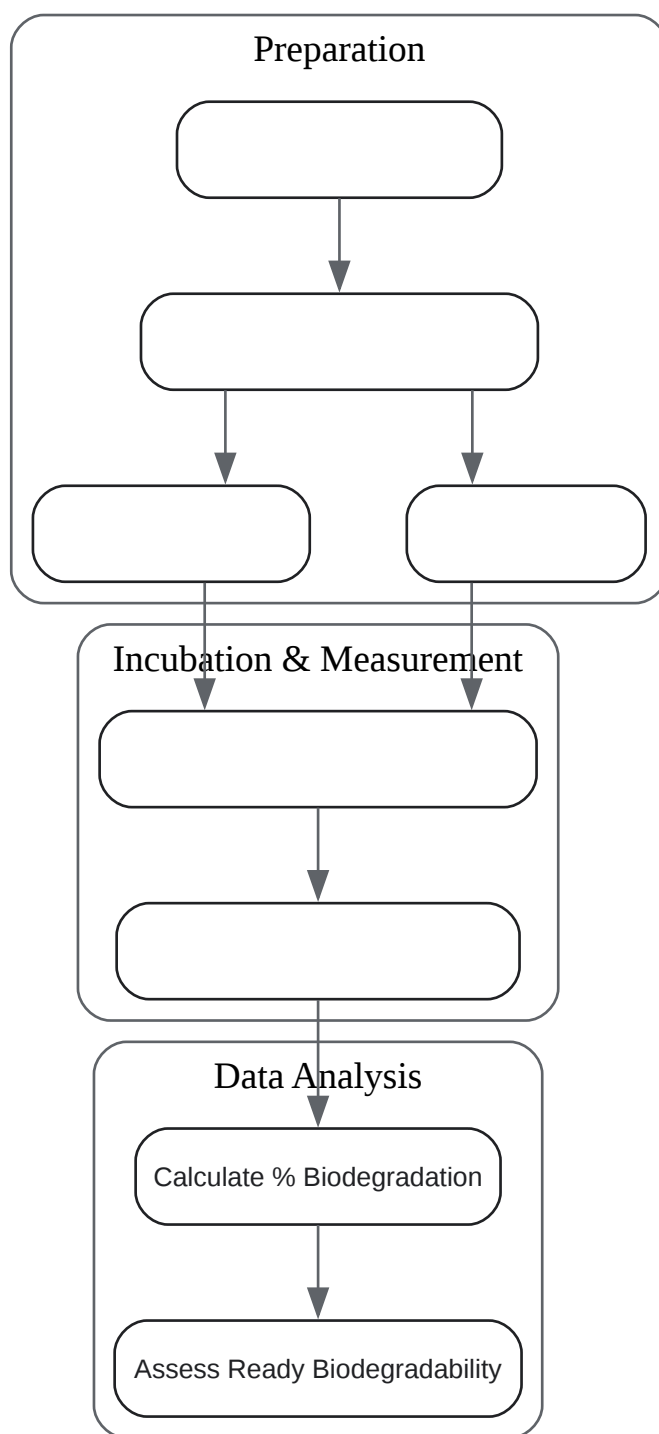 Preparation
Incubation & Measurement
Data Analysis
Calculate % Biodegradation
Assess Ready Biodegradability